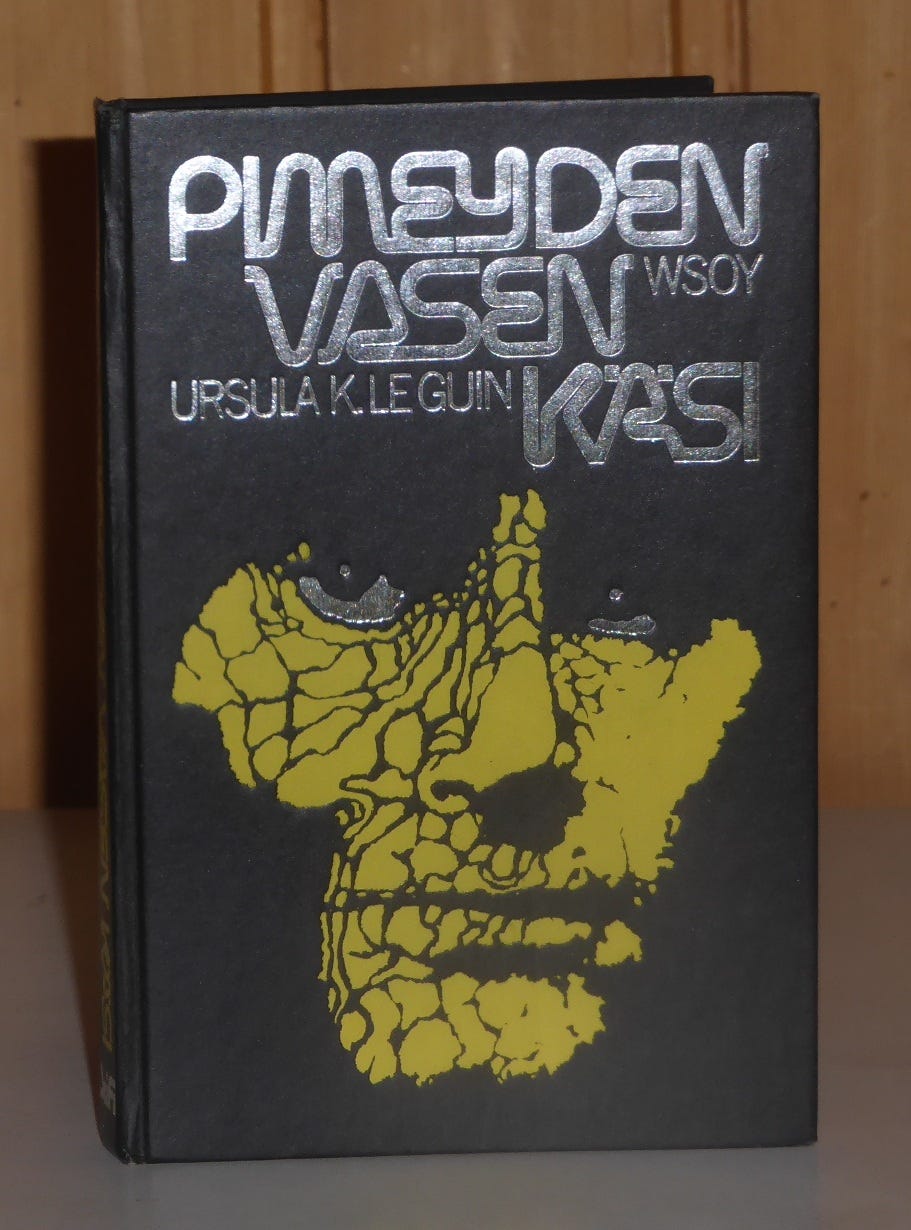 PIMEYDEN
VASEN
WSOY
URSULA K. LE GUIN
KÄSI